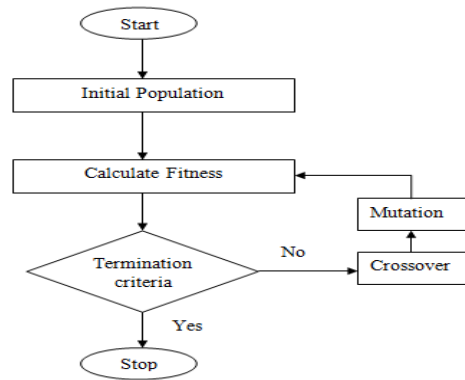 Start
Initial Population
Calculate Fitness
Mutation
Termination
criteria
No
Crossover
Yes
Stop